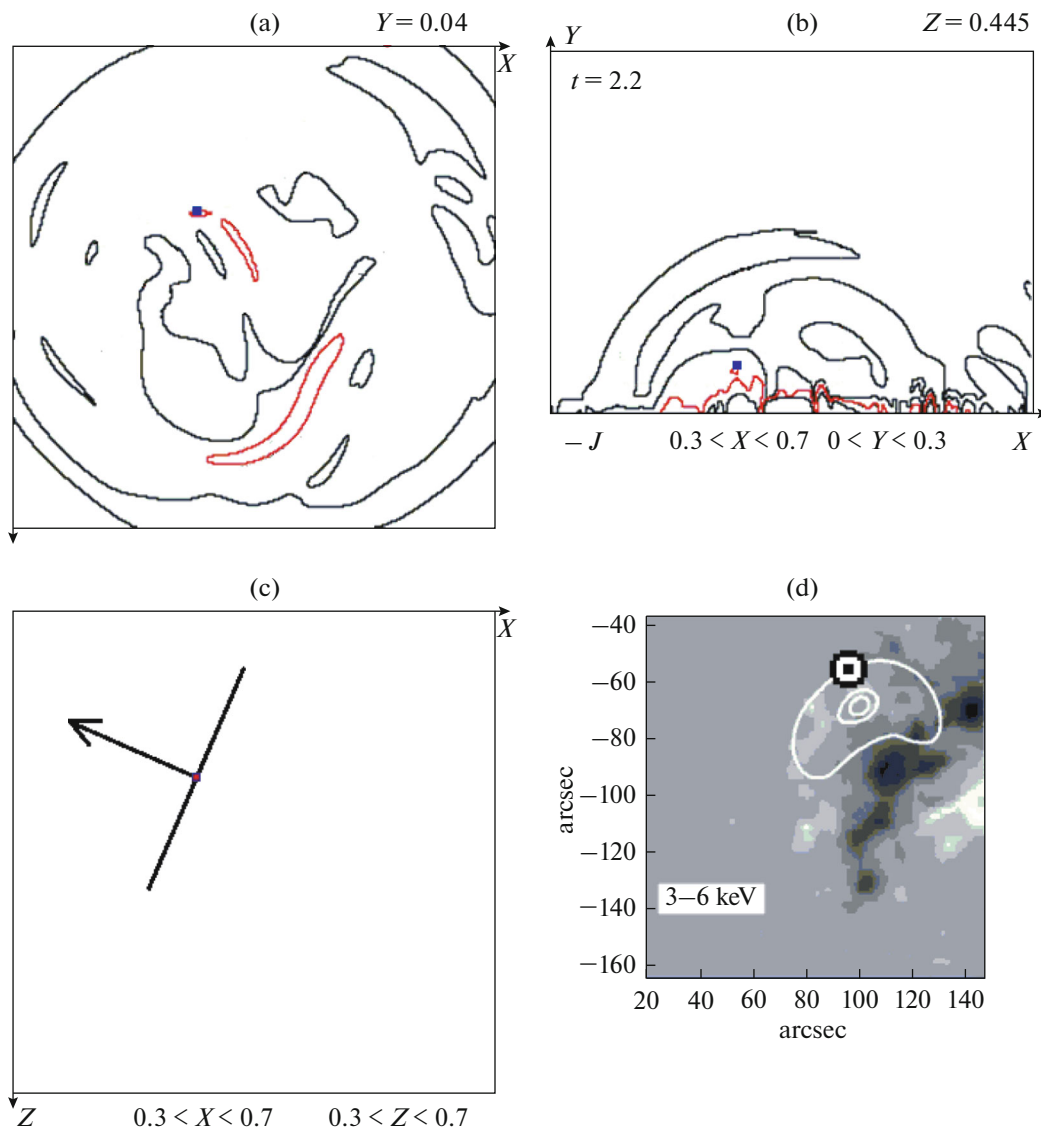 (a) Y = 0.04
X
(b) Z = 0.445
Y
t = 2.2
– J 0.3 < X < 0.7 0 < Y < 0.3 X
(c)
X
Z 0.3 < X < 0.7 0.3 < Z < 0.7
(d)
−40
−60
−80
−100
−120
−140
−160
arcsec
3–6 keV
20 40 60 80 100 120 140
arcsec